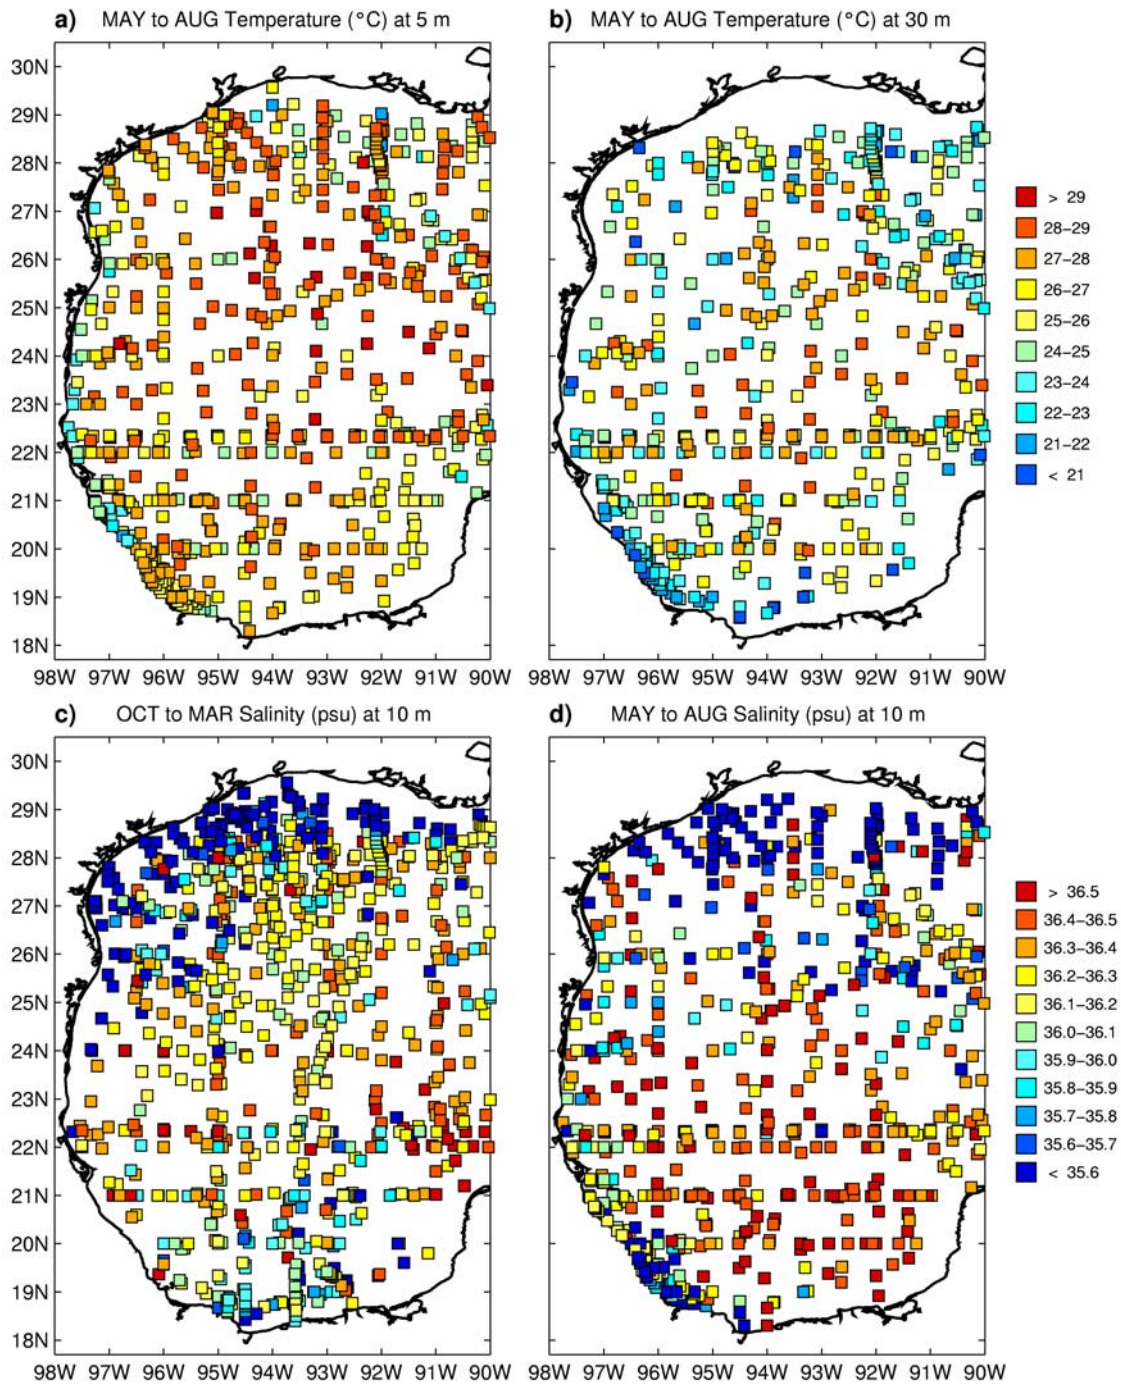 a) MAY to AUG Temperature (°C) at 5 m
b) MAY to AUG Temperature (°C) at 30 m
30N
29N
28N
27N
26N
25N
24N
23N
22N
21N
20N
19N
18N
98W 97W 96W 95W 94W 93W 92W 91W 90W
98W 97W 96W 95W 94W 93W 92W 91W 90W
> 29
28–29
27–28
26–27
25–26
24–25
23–24
22–23
21–22
< 21
c) OCT to MAR Salinity (psu) at 10 m
d) MAY to AUG Salinity (psu) at 10 m
30N
29N
28N
27N
26N
25N
24N
23N
22N
21N
20N
19N
18N
98W 97W 96W 95W 94W 93W 92W 91W 90W
98W 97W 96W 95W 94W 93W 92W 91W 90W
> 36.5
36.4–36.5
36.3–36.4
36.2–36.3
36.1–36.2
36.0–36.1
35.9–36.0
35.8–35.9
35.7–35.8
35.6–35.7
< 35.6